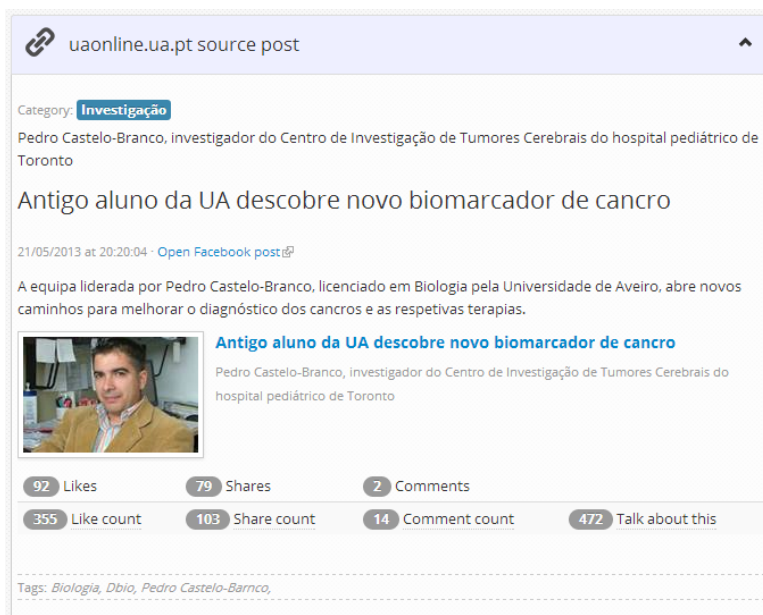 uaonline.ua.pt source post
Category: Investigação
Pedro Castelo-Branco, investigador do Centro de Investigação de Tumores Cerebrais do hospital pediátrico de
Toronto
Antigo aluno da UA descobre novo biomarcador de cancro
21/05/2013 at 20:20:04 · Open Facebook post
A equipa liderada por Pedro Castelo-Branco, licenciado em Biologia pela Universidade de Aveiro, abre novos
caminhos para melhorar o diagnóstico dos cancros e as respetivas terapias.
Antigo aluno da UA descobre novo biomarcador de cancro
Pedro Castelo-Branco, investigador do Centro de Investigação de Tumores Cerebrais do
hospital pediátrico de Toronto
92 Likes 79 Shares 2 Comments
355 Like count 103 Share count 14 Comment count 472 Talk about this
Tags: Biologia, Dbio, Pedro Castelo-Barnco,